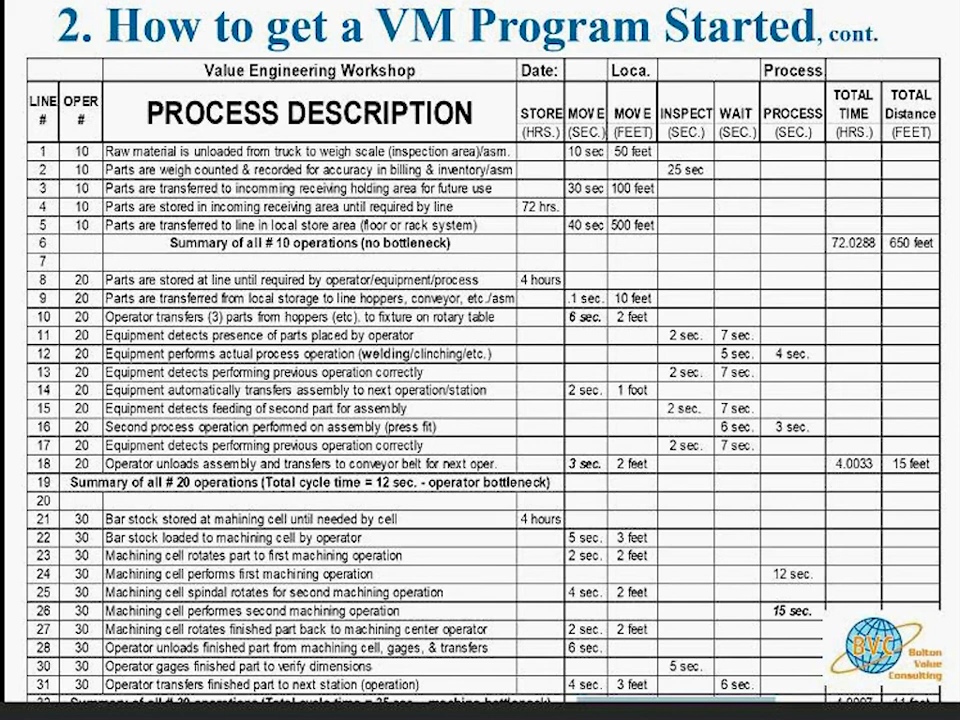 2. How to get a VM Program Started, cont.
Value Engineering Workshop Date: Loca. Process
LINE # OPER # PROCESS DESCRIPTION STORE (HRS.) MOVE (SEC.) MOVE (FEET) INSPECT (SEC.) WAIT (SEC.) PROCESS (SEC.) TOTAL TIME (HRS.) TOTAL Distance (FEET)
1 10 Raw material is unloaded from truck to weigh scale (inspection area)/asm. 10 sec 50 feet
2 10 Parts are weigh counted & recorded for accuracy in billing & inventory/asm 25 sec
3 10 Parts are transferred to incomming receiving holding area for future use 30 sec 100 feet
4 10 Parts are stored in incoming receiving area until required by line 72 hrs.
5 10 Parts are transferred to line in local store area (floor or rack system) 40 sec 500 feet
6 Summary of all # 10 operations (no bottleneck) 72.0288 650 feet
7
8 20 Parts are stored at line until required by operator/equipment/process 4 hours
9 20 Parts are transferred from local storage to line hoppers, conveyor, etc./asm .1 sec. 10 feet
10 20 Operator transfers (3) parts from hoppers (etc). to fixture on rotary table 6 sec. 2 feet
11 20 Equipment detects presence of parts placed by operator 2 sec. 7 sec.
12 20 Equipment performs actual process operation (welding/clinching/etc.) 5 sec. 4 sec.
13 20 Equipment detects performing previous operation correctly 2 sec. 7 sec.
14 20 Equipment automatically transfers assembly to next operation/station 2 sec. 1 foot
15 20 Equipment detects feeding of second part for assembly 2 sec. 7 sec.
16 20 Second process operation performed on assembly (press fit) 6 sec. 3 sec.
17 20 Equipment detects performing previous operation correctly 2 sec. 7 sec.
18 20 Operator unloads assembly and transfers to conveyor belt for next oper. 3 sec. 2 feet 4.0033 15 feet
19 Summary of all # 20 operations (Total cycle time = 12 sec. - operator bottleneck)
20
21 30 Bar stock stored at mahining cell until needed by cell 4 hours
22 30 Bar stock loaded to machining cell by operator 5 sec. 3 feet
23 30 Machining cell rotates part to first machining operation 2 sec. 2 feet
24 30 Machining cell performs first machining operation 12 sec.
25 30 Machining cell spindal rotates for second machining operation 4 sec. 2 feet
26 30 Machining cell performes second machining operation 15 sec.
27 30 Machining cell rotates finished part back to machining center operator 2 sec. 2 feet
28 30 Operator unloads finished part from machining cell, gages, & transfers 6 sec.
30 30 Operator gages finished part to verify dimensions 5 sec.
31 30 Operator transfers finished part to next station (operation) 4 sec. 3 feet 6 sec.
BVC
Bolton
Value
Consulting